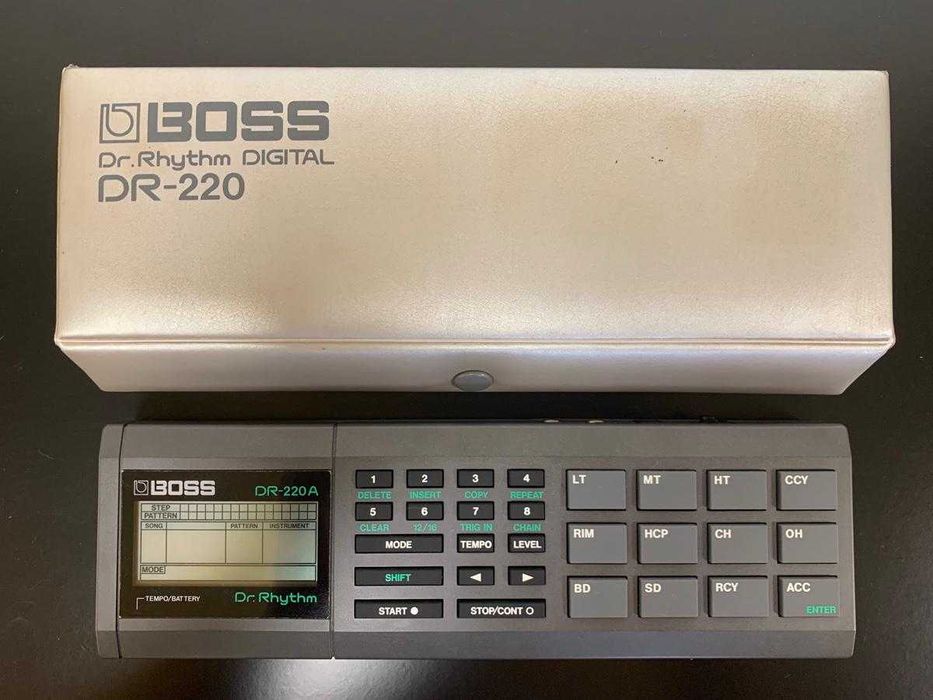 BOSS
Dr.Rhythm DIGITAL
DR-220
BOSS DR-220A
STEP
PATTERN
SONG PATTERN INSTRUMENT
MODE
TEMPO/BATTERY Dr.Rhythm
1 2 3 4
DELETE INSERT COPY REPEAT
5 6 7 8
CLEAR 12/16 TRIG IN CHAIN
MODE TEMPO LEVEL
SHIFT ◄ ►
START ● STOP/CONT O
LT MT HT CCY
RIM HCP CH OH
BD SD RCY ACC
ENTER